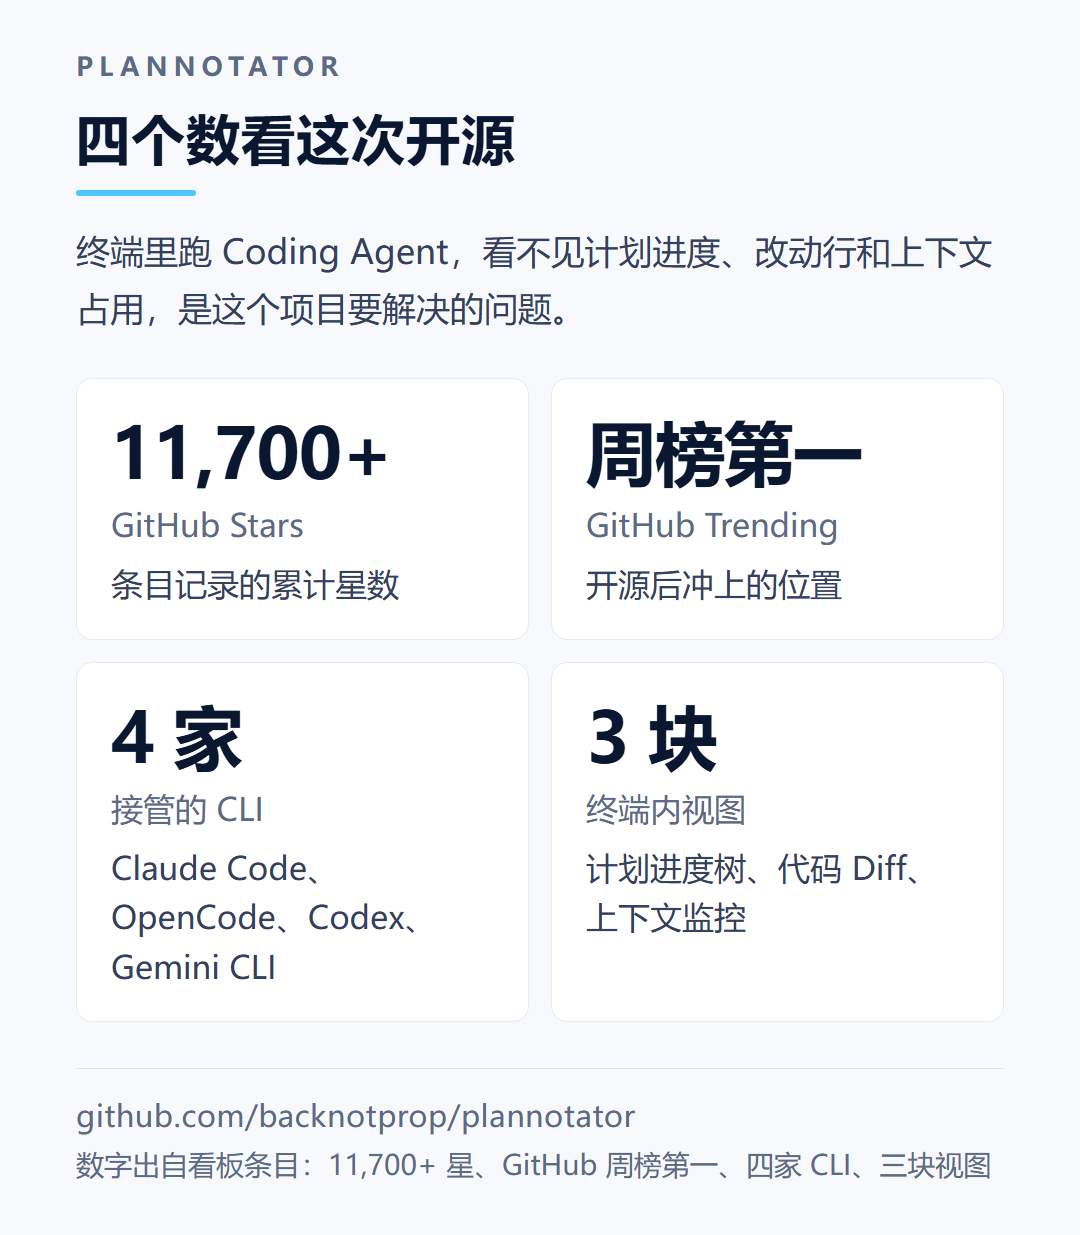 PLANNOTATOR
四个数看这次开源
终端里跑 Coding Agent，看不见计划进度、改动行和上下文
占用，是这个项目要解决的问题。
11,700+
GitHub Stars
条目记录的累计星数
周榜第一
GitHub Trending
开源后冲上的位置
4 家
接管的 CLI
Claude Code、
OpenCode、Codex、
Gemini CLI
3 块
终端内视图
计划进度树、代码 Diff、
上下文监控
github.com/backnotprop/plannotator
数字出自看板条目：11,700+ 星、GitHub 周榜第一、四家 CLI、三块视图